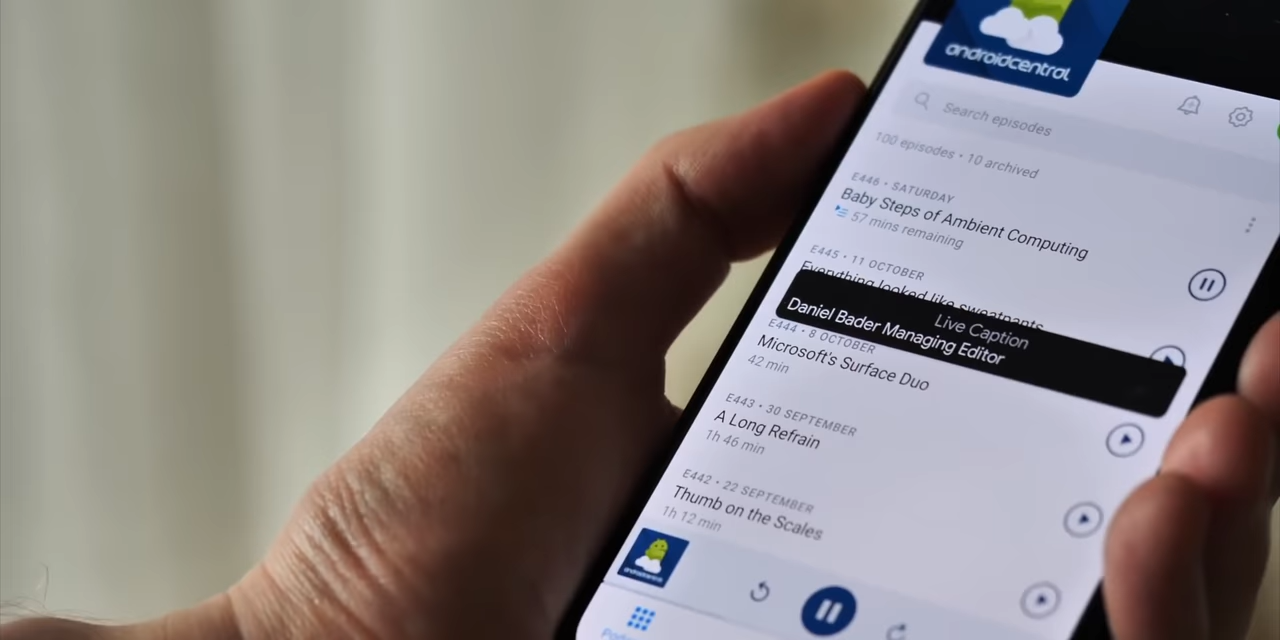 androidcentral
Search episodes
100 episodes • 10 archived
E446 • SATURDAY
Baby Steps of Ambient Computing
57 mins remaining
E445 • 11 OCTOBER
Everything looked like sweatpants
Live Caption
Daniel Bader Managing Editor
E444 • 8 OCTOBER
Microsoft's Surface Duo
42 min
E443 • 30 SEPTEMBER
A Long Refrain
1h 46 min
E442 • 22 SEPTEMBER
Thumb on the Scales
1h 12 min
androidcentral